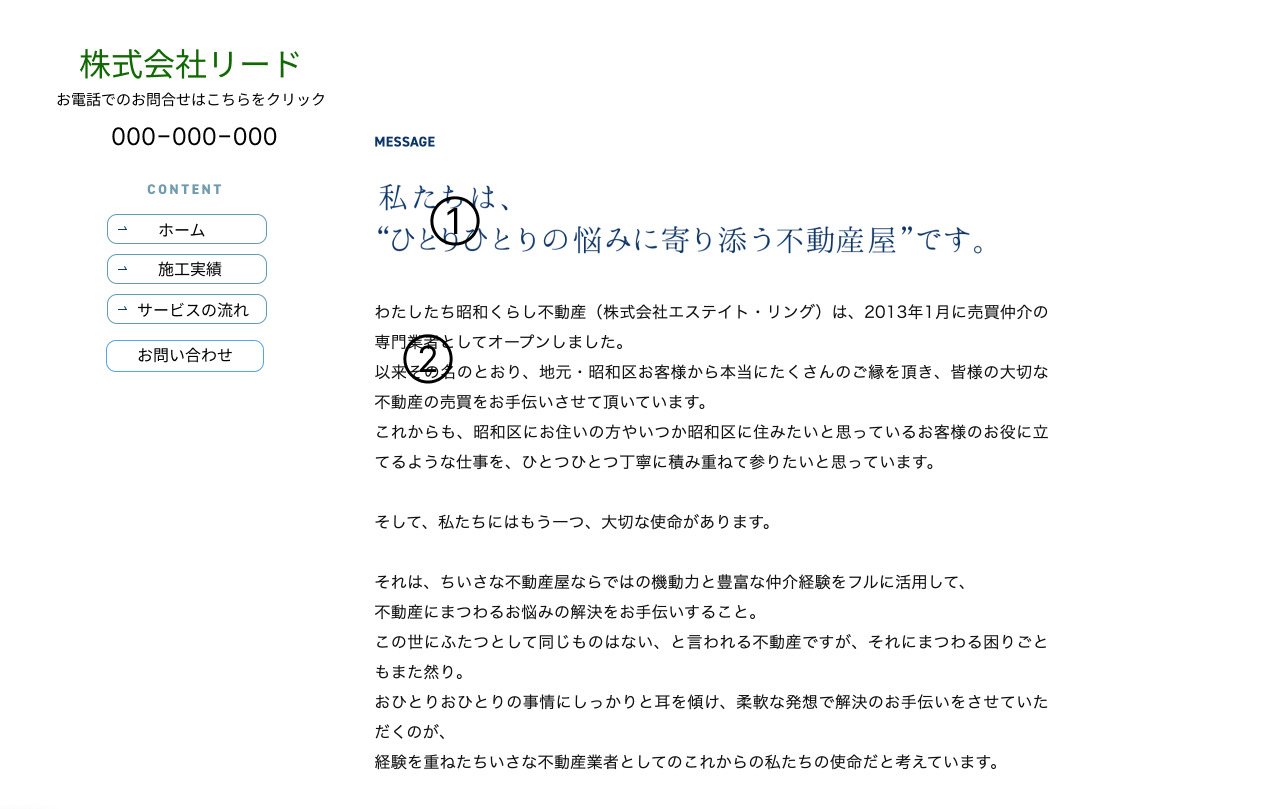 株式会社リード
お電話でのお問合せはこちらをクリック
000-000-000
CONTENT
→ ホーム
→ 施工実績
→ サービスの流れ
お問い合わせ
MESSAGE
私たちは、
①
“ひとりひとりの悩みに寄り添う不動産屋”です。
わたしたち昭和くらし不動産（株式会社エステイト・リング）は、2013年1月に売買仲介の
専門業者としてオープンしました。
②
以来その名のとおり、地元・昭和区お客様から本当にたくさんのご縁を頂き、皆様の大切な
不動産の売買をお手伝いさせて頂いています。
これからも、昭和区にお住いの方やいつか昭和区に住みたいと思っているお客様のお役に立
てるような仕事を、ひとつひとつ丁寧に積み重ねて参りたいと思っています。
そして、私たちにはもう一つ、大切な使命があります。
それは、ちいさな不動産屋ならではの機動力と豊富な仲介経験をフルに活用して、
不動産にまつわるお悩みの解決をお手伝いすること。
この世にふたつとして同じものはない、と言われる不動産ですが、それにまつわる困りごと
もまた然り。
おひとりおひとりの事情にしっかりと耳を傾け、柔軟な発想で解決のお手伝いをさせていた
だくのが、
経験を重ねたちいさな不動産業者としてのこれからの私たちの使命だと考えています。